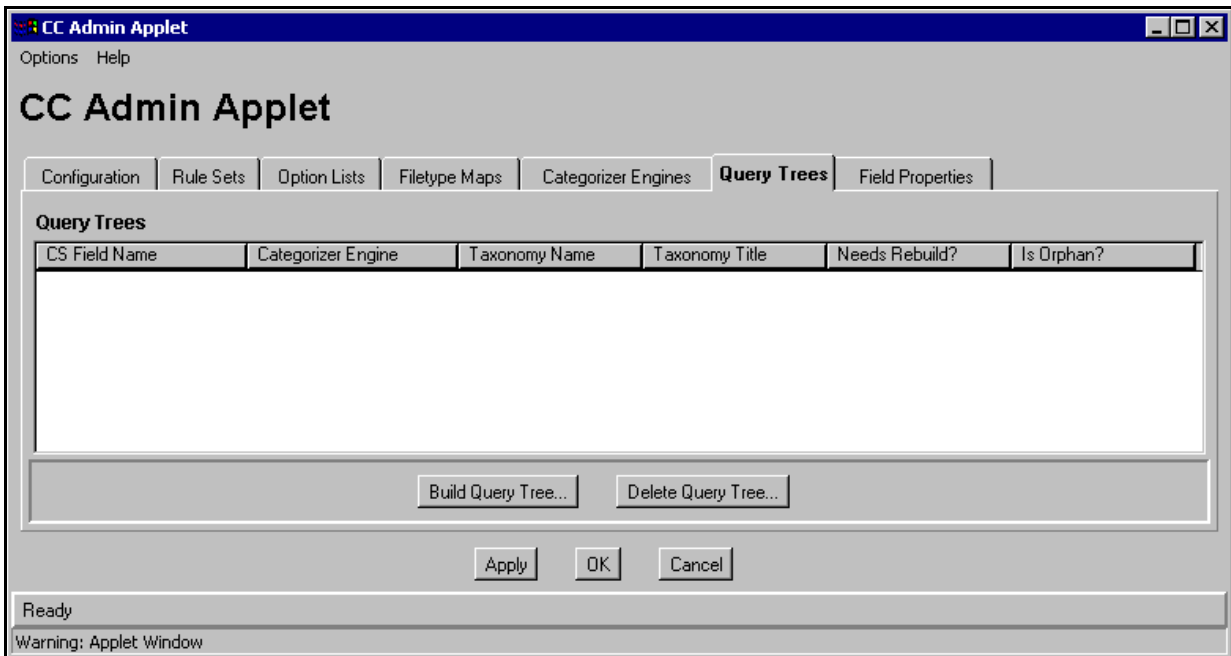 CC Admin Applet
Options Help
CC Admin Applet
Configuration Rule Sets Option Lists Filetype Maps Categorizer Engines Query Trees Field Properties
Query Trees
CS Field Name Categorizer Engine Taxonomy Name Taxonomy Title Needs Rebuild? Is Orphan?
Build Query Tree... Delete Query Tree...
Apply OK Cancel
Ready
Warning: Applet Window